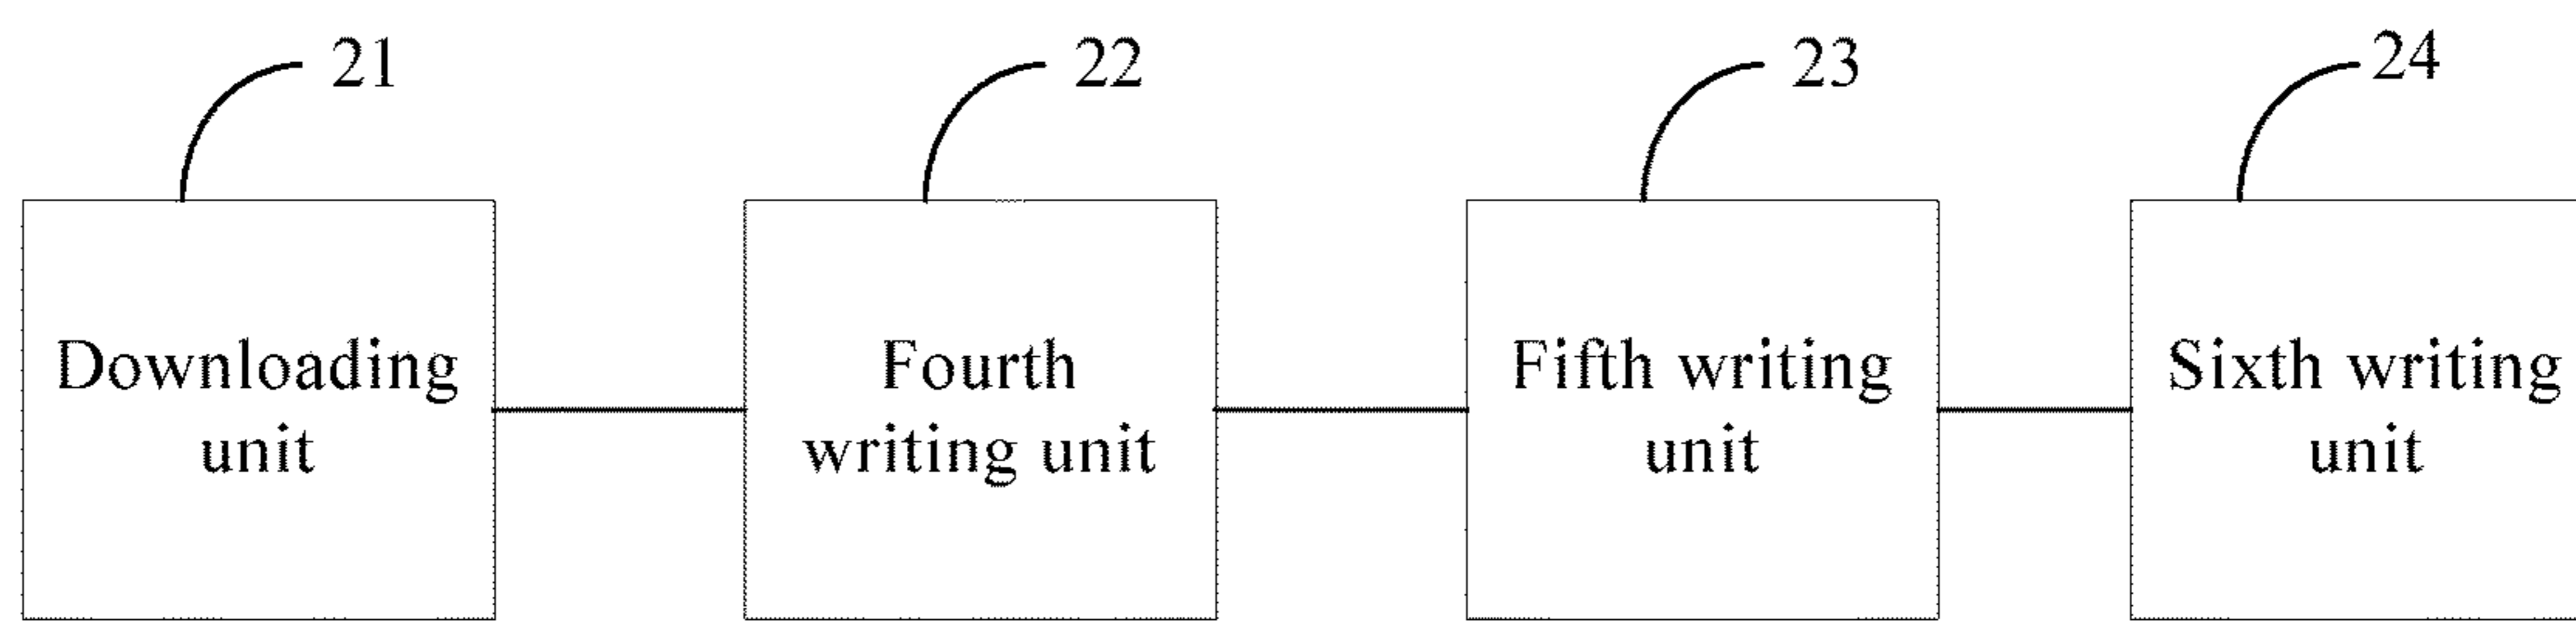 21
22
23
24
Downloading
unit
Fourth
writing unit
Fifth writing
unit
Sixth writing
unit